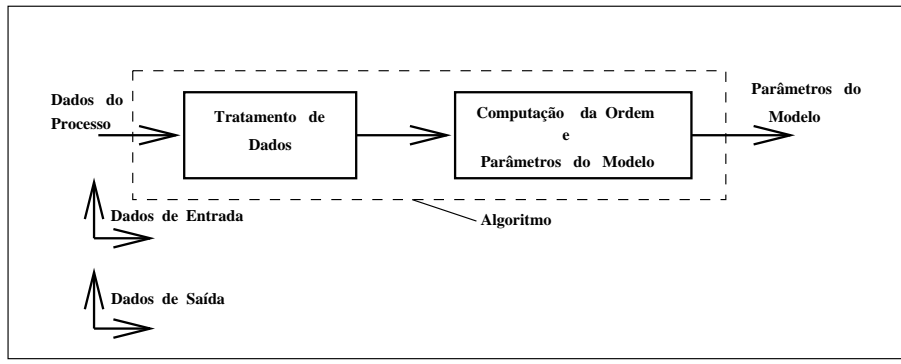 Dados do
Processo
Tratamento de
Dados
Computação da Ordem
e
Parâmetros do Modelo
Parâmetros do
Modelo
Algoritmo
Dados de Entrada
Dados de Saída